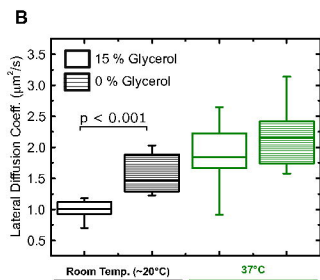 B
Lateral Diffusion Coeff. (μm²/s)
3.5
3.0
2.5
2.0
1.5
1.0
0.5
15 % Glycerol
0 % Glycerol
p < 0.001
Room Temp. (~20°C)
37°C